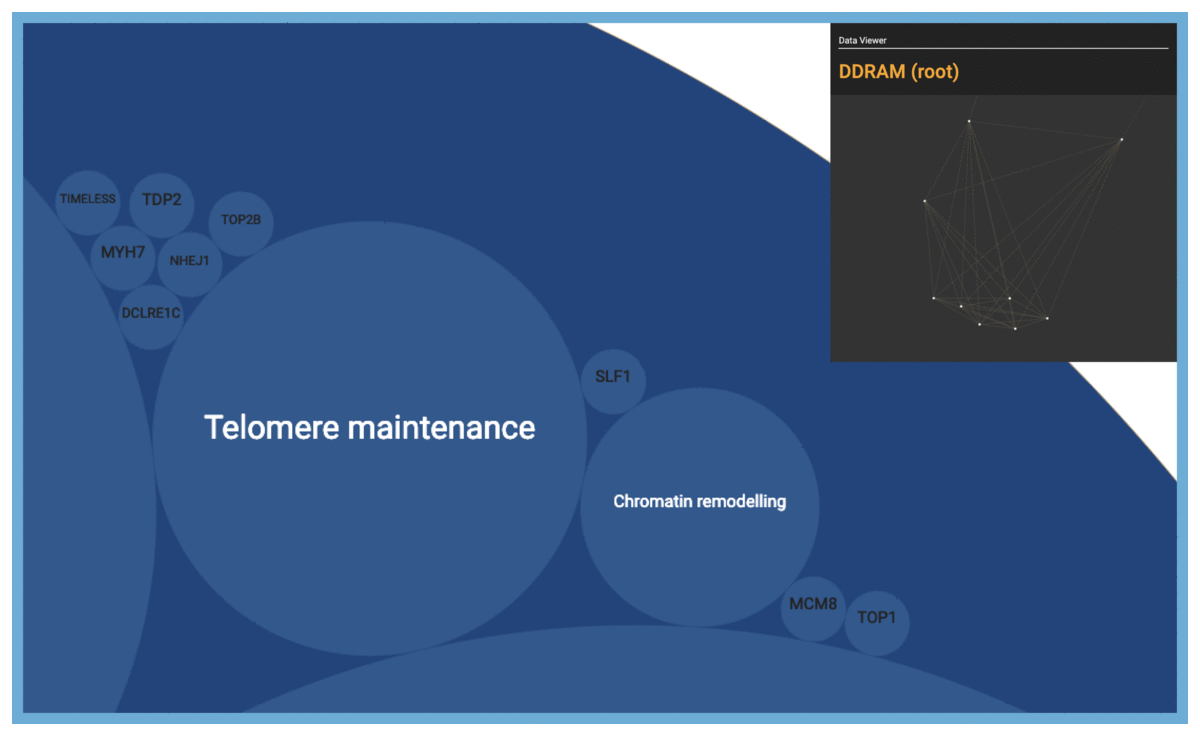 Data Viewer
DDRAM (root)
TIMELESS
TDP2
TOP2B
MYH7
NHEJ1
DCLRE1C
SLF1
Telomere maintenance
Chromatin remodelling
MCM8
TOP1